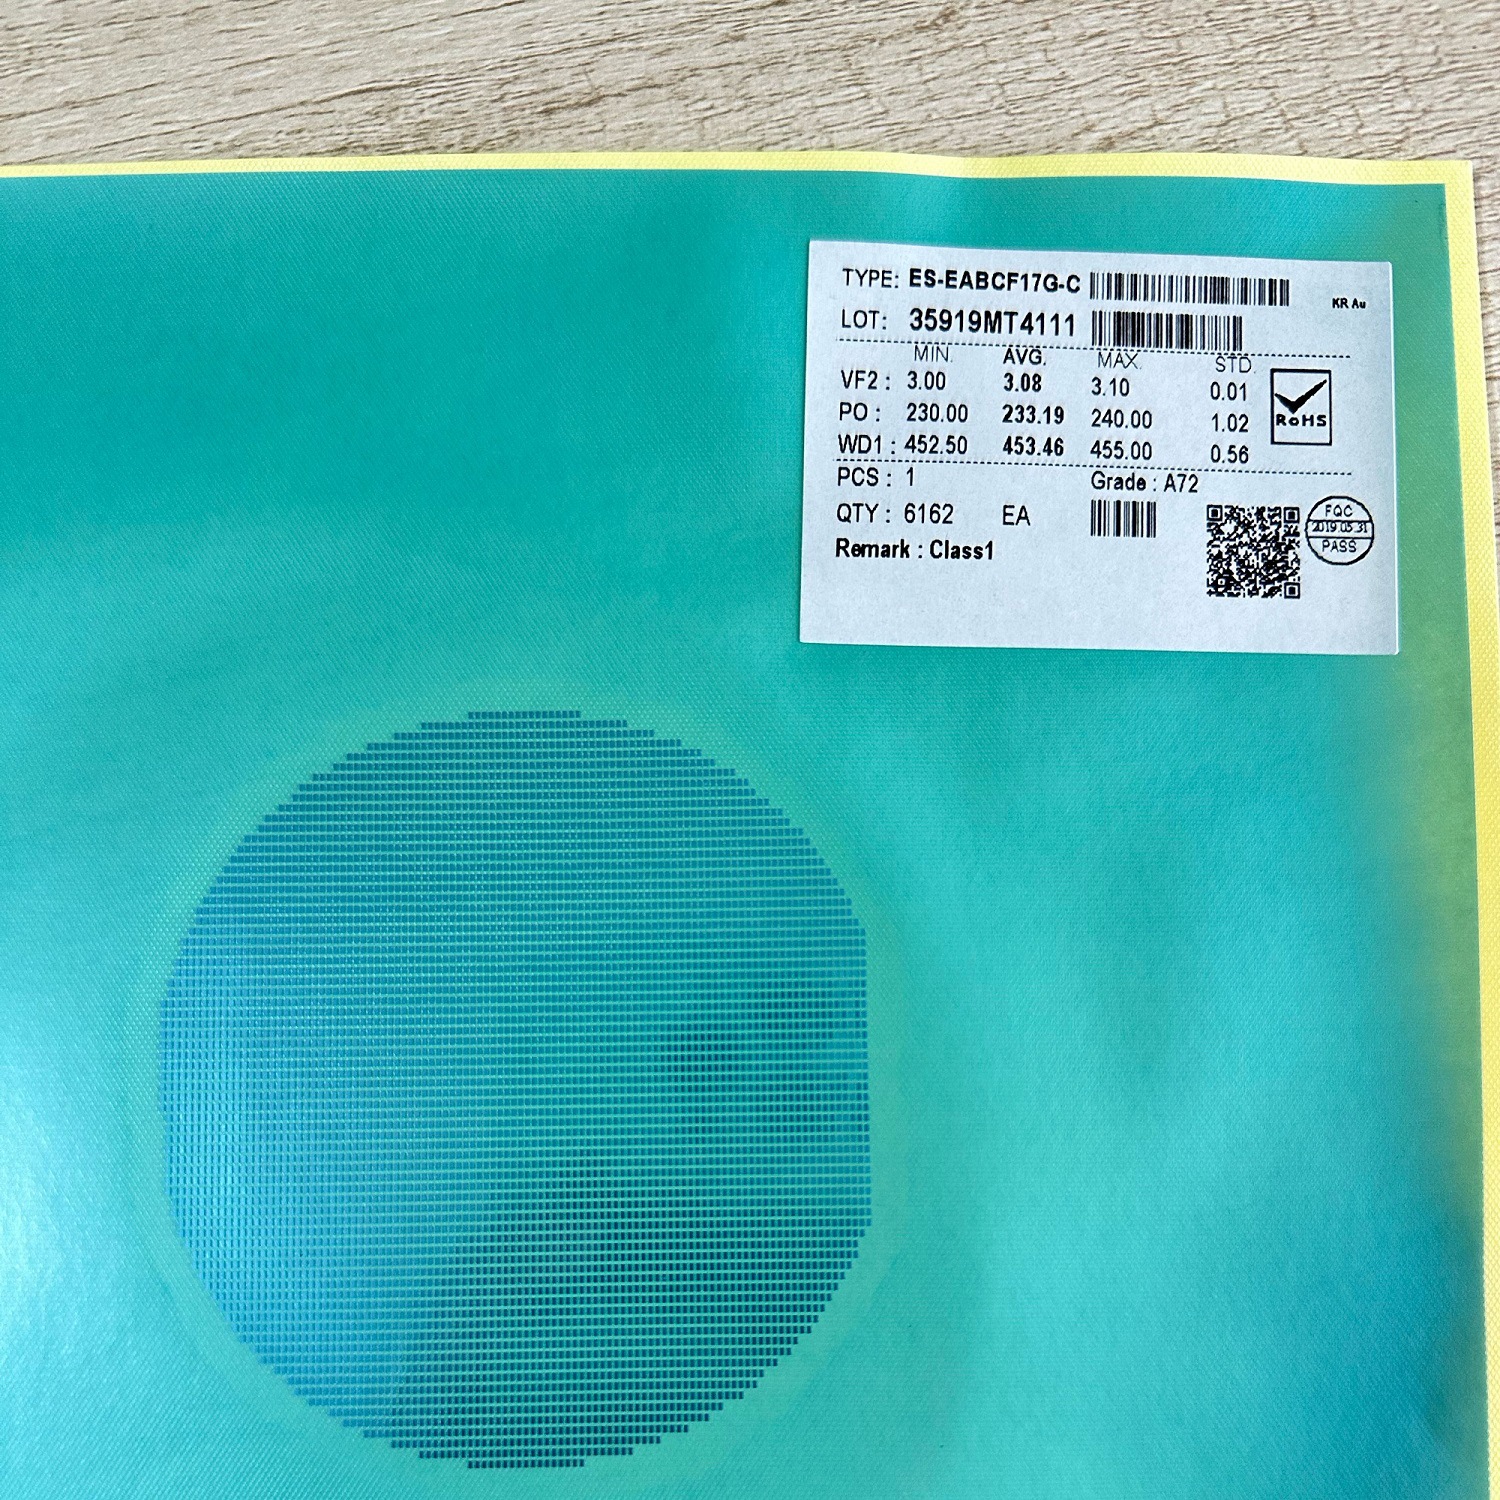 TYPE: ES-EABCF17G-C
KR Au
LOT: 35919MT4111
MIN. AVG. MAX. STD.
VF2 : 3.00 3.08 3.10 0.01
PO : 230.00 233.19 240.00 1.02
WD1 : 452.50 453.46 455.00 0.56
RoHS
PCS : 1 Grade : A72
QTY : 6162 EA
Remark : Class1
FQC
2019.05.31
PASS